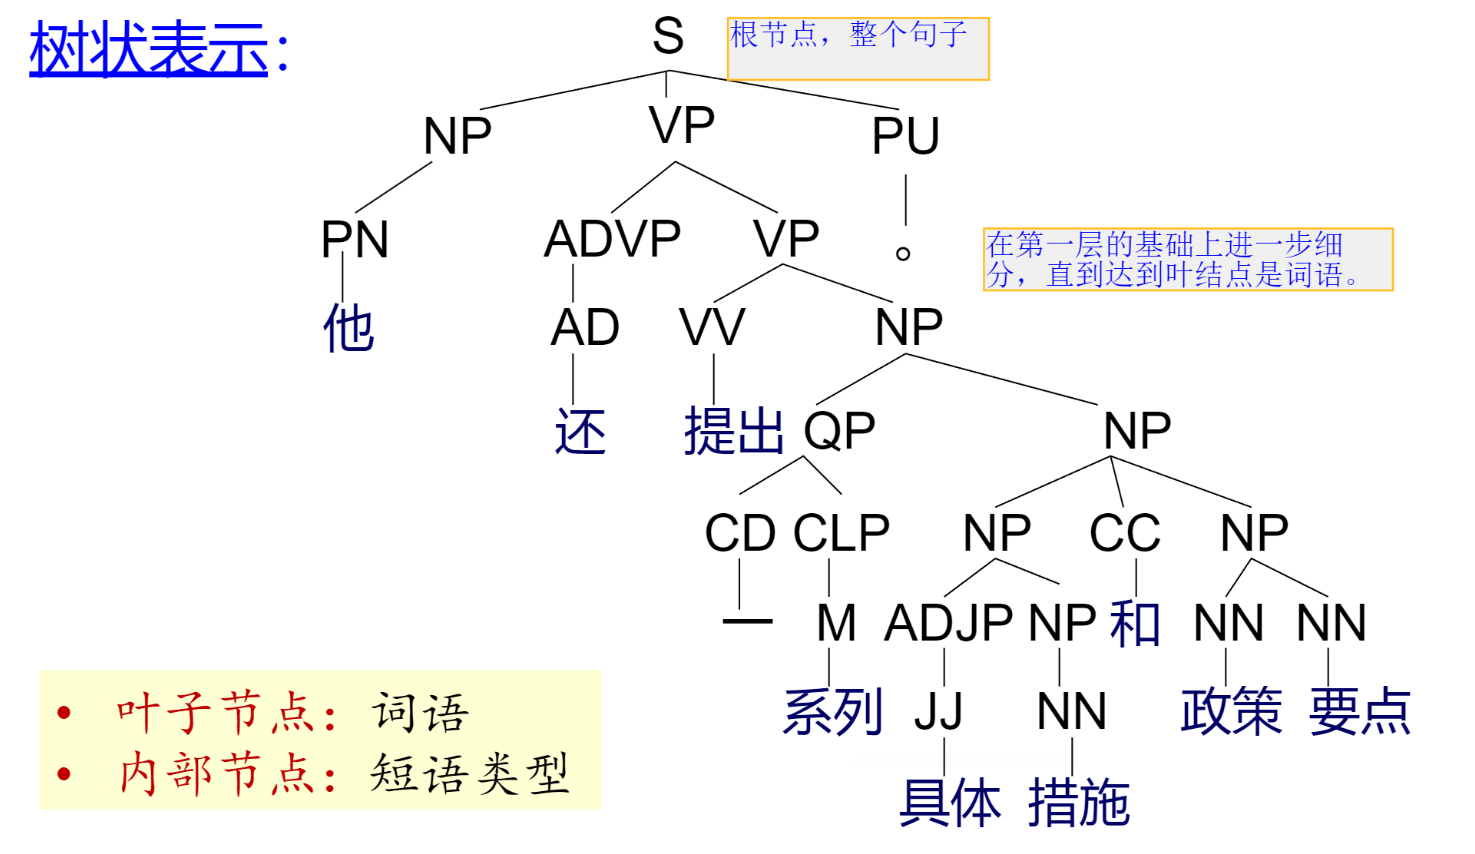 树状表示：
S
根节点，整个句子
NP VP PU
PN ADVP VP 。
在第一层的基础上进一步细
分，直到达到叶结点是词语。
他 AD VV NP
还 提出 QP NP
CD CLP NP CC NP
一 M ADJP NP 和 NN NN
系列 JJ NN 政策 要点
具体 措施
• 叶子节点：词语
• 内部节点：短语类型